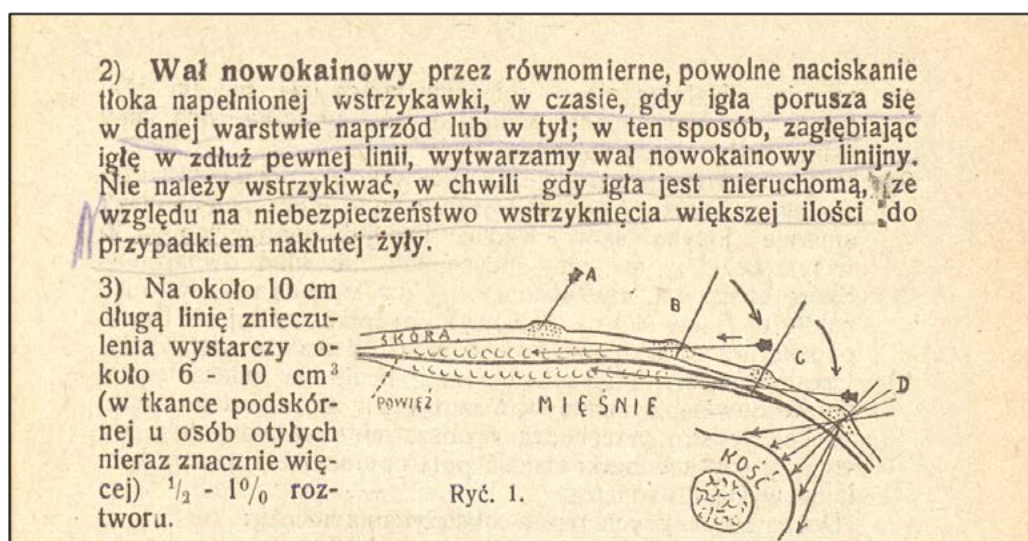 2) Wał nowokainowy przez równomierne, powolne naciskanie
tłoka napełnionej wstrzykawki, w czasie, gdy igła porusza się
w danej warstwie naprzód lub w tył; w ten sposób, zagłębiając
igłę w zdłuż pewnej linii, wytwarzamy wał nowokainowy linijny.
Nie należy wstrzykiwać, w chwili gdy igła jest nieruchomą, ze
względu na niebezpieczeństwo wstrzyknięcia większej ilości do
przypadkiem nakłutej żyły.
3) Na około 10 cm
długą linię znieczu-
lenia wystarczy o-
koło 6 - 10 cm³
(w tkance podskór-
nej u osób otyłych
nieraz znacznie wię-
cej) ½ - 1% roz-
tworu.
A
B
SKÓRA.
C
D
POWIĘŹ
MIĘŚNIE
KOŚĆ
Ryć. 1.